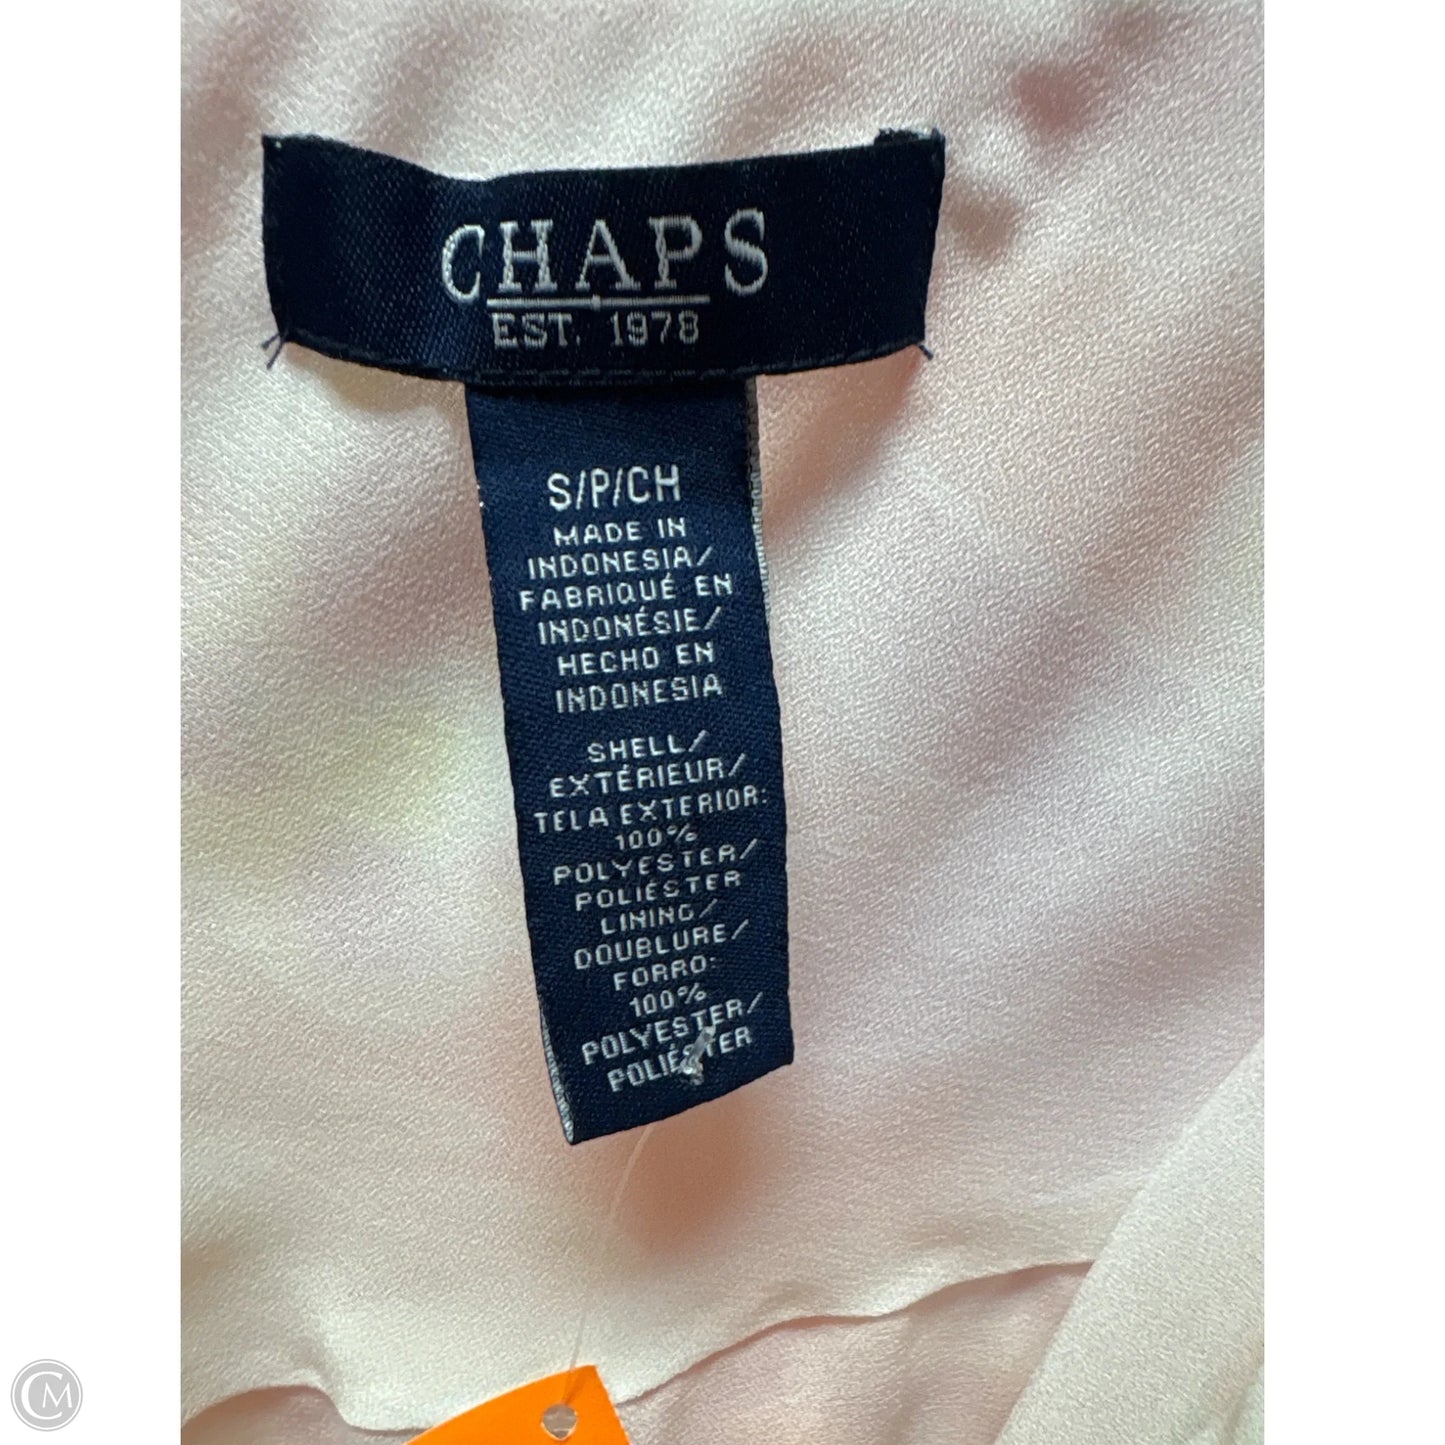 CHAPS
EST. 1978
S/P/CH
MADE IN
INDONESIA/
FABRIQUÉ EN
INDONÉSIE/
HECHO EN
INDONESIA
SHELL/
EXTÉRIEUR/
TELA EXTERIOR:
100%
POLYESTER/
POLIÉSTER
LINING/
DOUBLURE/
FORRO:
100%
POLYESTER/
POLIÉSTER
CM